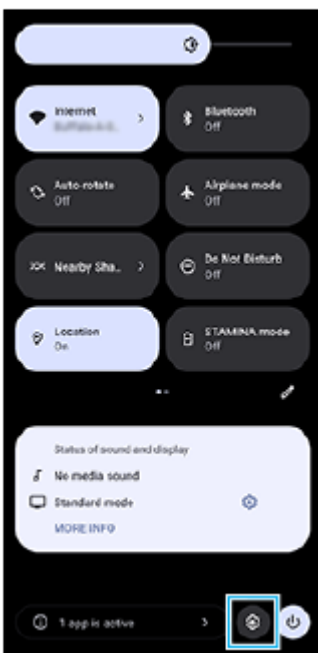 Internet
Bluetooth
Off
Auto-rotate
Off
Airplane mode
Off
Nearby Sha..
Do Not Disturb
Off
Location
On
STAMINA mode
Off
Status of sound and display
No media sound
Standard mode
MORE INFO
1 app is active